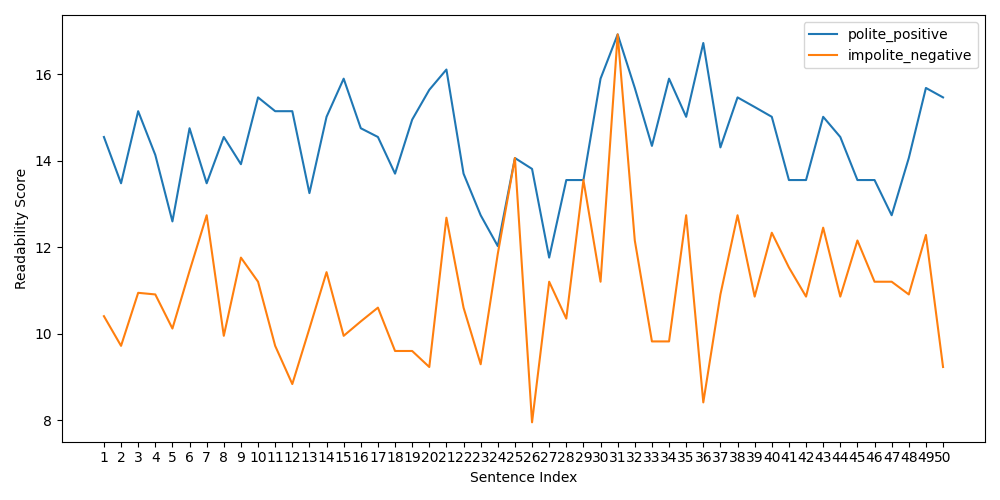 polite_positive
impolite_negative
Readability Score
16
14
12
10
8
1 2 3 4 5 6 7 8 9 10 11 12 13 14 15 16 17 18 19 20 21 22 23 24 25 26 27 28 29 30 31 32 33 34 35 36 37 38 39 40 41 42 43 44 45 46 47 48 49 50
Sentence Index